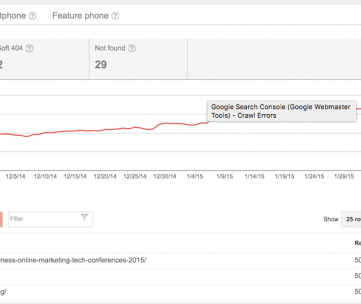 dphone Feature phone
Soft 404 Not found
2 29
Google Search Console (Google Webmaster
Tools) - Crawl Errors
12/5/14 12/10/14 12/15/14 12/20/14 12/25/14 12/30/14 1/4/15 1/9/15 1/14/15 1/19/15 1/24/15 1/29/15
Filter Show 25 ro
Re
ness-online-marketing-tech-conferences-2015/ 50
50
g/ 50